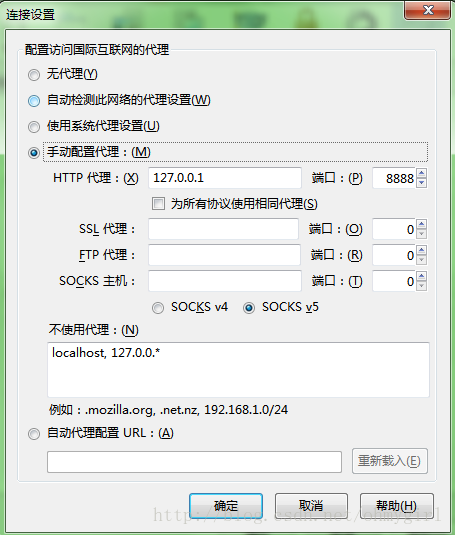 连接设置
配置访问国际互联网的代理
无代理(Y)
自动检测此网络的代理设置(W)
使用系统代理设置(U)
手动配置代理：(M)
HTTP 代理：(X) 127.0.0.1 端口：(P) 8888
为所有协议使用相同代理(S)
SSL 代理： 端口：(O) 0
FTP 代理： 端口：(R) 0
SOCKS 主机： 端口：(T) 0
SOCKS v4 SOCKS v5
不使用代理：(N)
localhost, 127.0.0.*
例如：.mozilla.org, .net.nz, 192.168.1.0/24
自动代理配置 URL：(A)
重新载入(E)
确定 取消 帮助(H)
http://blog.csdn.net/ohmygirl